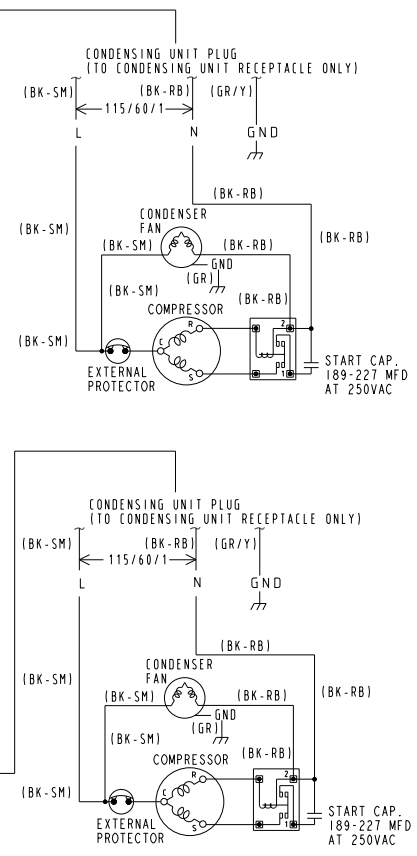 CONDENSING UNIT PLUG
(TO CONDENSING UNIT RECEPTACLE ONLY)
(BK-SM) (BK-RB) (GR/Y)
115/60/1
L N GND
(BK-RB)
CONDENSER
FAN
(BK-SM) (BK-SM) (BK-RB) (BK-RB)
GND
(GR)
(BK-SM) (BK-RB)
COMPRESSOR
R 2
(BK-SM) C
S 1
EXTERNAL
PROTECTOR
START CAP.
189-227 MFD
AT 250VAC
CONDENSING UNIT PLUG
(TO CONDENSING UNIT RECEPTACLE ONLY)
(BK-SM) (BK-RB) (GR/Y)
115/60/1
L N GND
(BK-RB)
CONDENSER
FAN
(BK-SM) (BK-SM) (BK-RB) (BK-RB)
GND
(GR)
(BK-SM) (BK-RB)
COMPRESSOR
R 2
(BK-SM) C
S 1
EXTERNAL
PROTECTOR
START CAP.
189-227 MFD
AT 250VAC